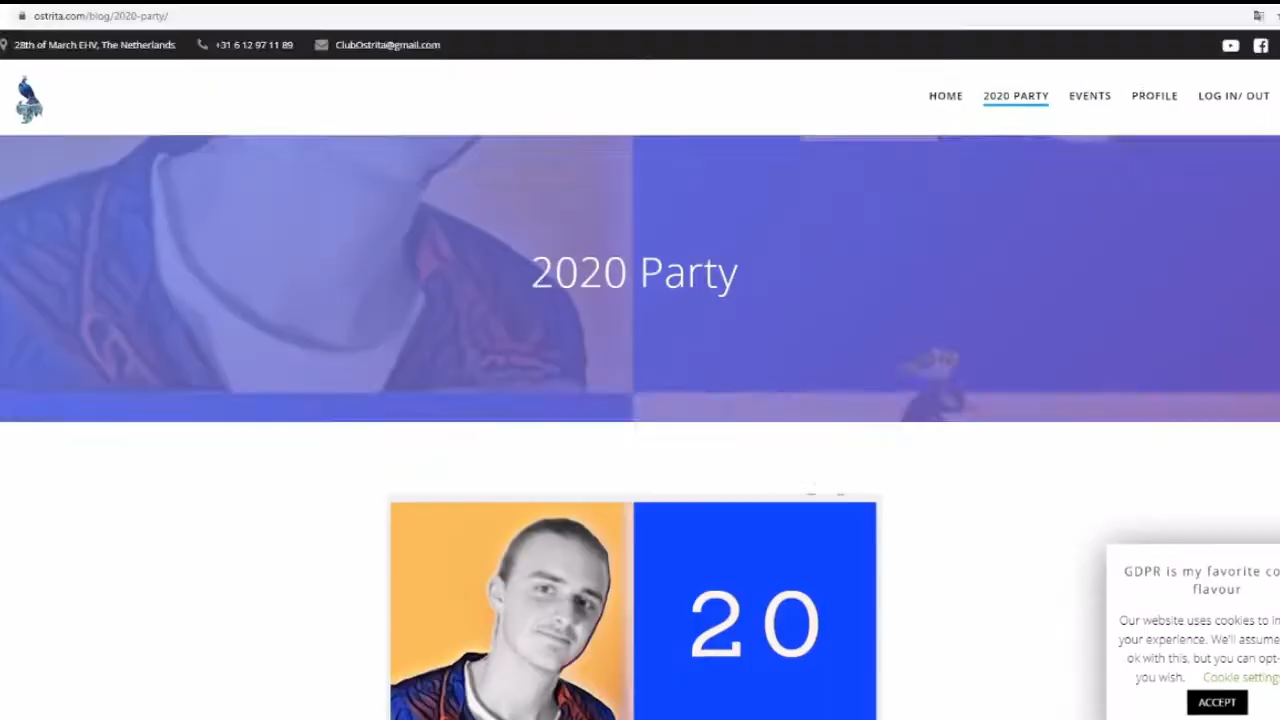 ostrita.com/blog/2020-party/
28th of March EHV, The Netherlands
+31 6 12 97 11 89
ClubOstrita@gmail.com
HOME
2020 PARTY
EVENTS
PROFILE
LOG IN/ OUT
2020 Party
20
GDPR is my favorite co
flavour
Our website uses cookies to i
your experience. We'll assume
ok with this, but you can opt-
you wish. Cookie settings
ACCEPT